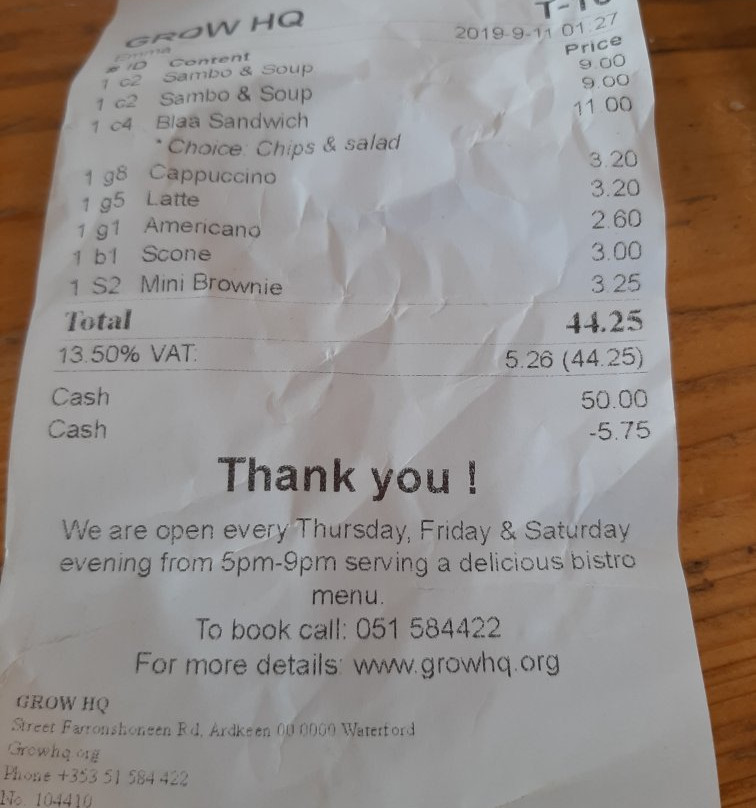 GROW HQ
2019-9-11 01:27
Emma
# ID Content Price
1 c2 Sambo & Soup 9.00
1 c2 Sambo & Soup 9.00
1 c4 Blaa Sandwich 11.00
*Choice: Chips & salad
1 g8 Cappuccino 3.20
1 g5 Latte 3.20
1 g1 Americano 2.60
1 b1 Scone 3.00
1 S2 Mini Brownie 3.25
Total 44.25
13.50% VAT: 5.26 (44.25)
Cash 50.00
Cash -5.75
Thank you !
We are open every Thursday, Friday & Saturday
evening from 5pm-9pm serving a delicious bistro
menu.
To book call: 051 584422
For more details: www.growhq.org
GROW HQ
Street Farronshoneen Rd, Ardkeen 00 0000 Waterford
Growhq.org
Phone +353 51 584 422
No. 104410